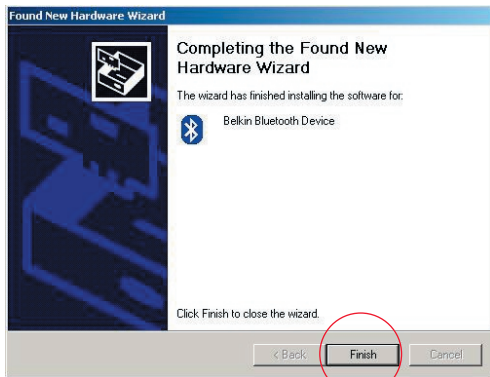 Found New Hardware Wizard
Completing the Found New
Hardware Wizard
The wizard has finished installing the software for:
Belkin Bluetooth Device
Click Finish to close the wizard.
< Back
Finish
Cancel